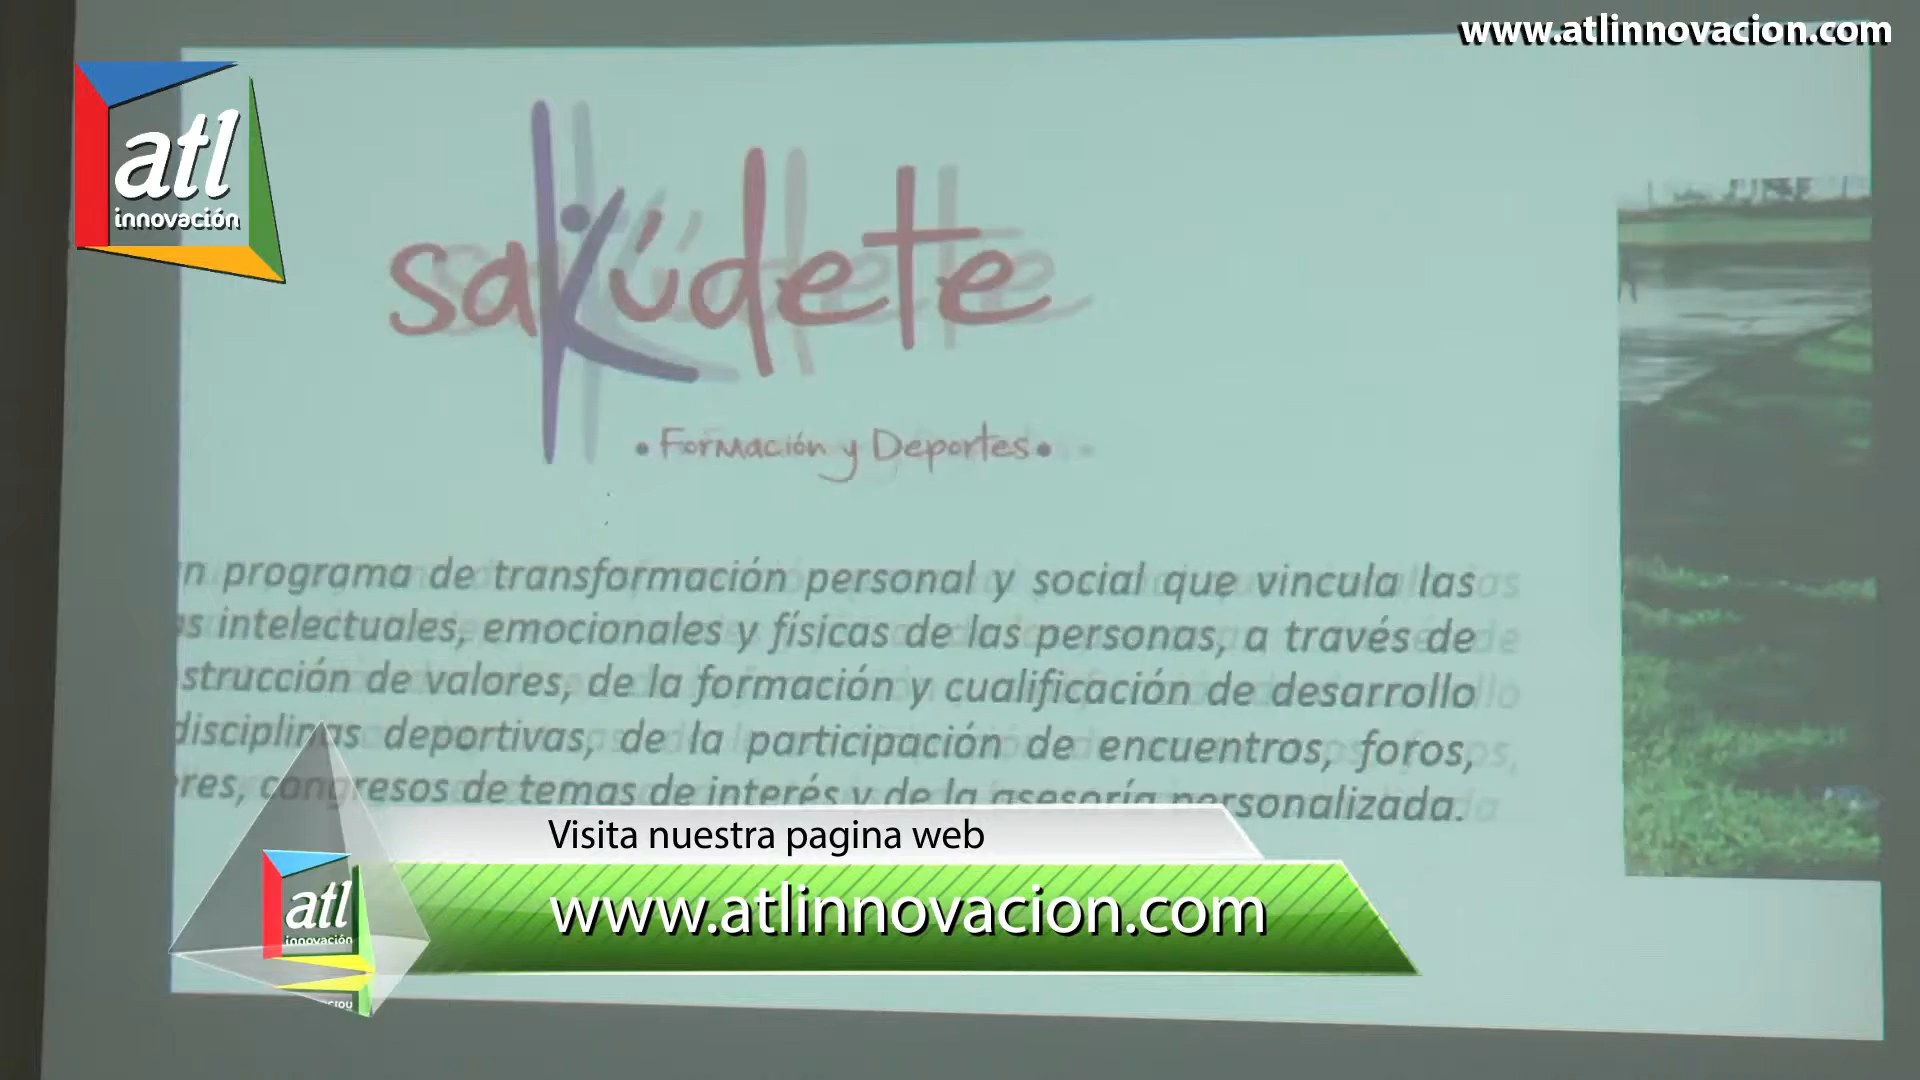 www.atlinnovacion.com
atl
innovación
sakúdete
• Formación y Deportes •
programa de transformación personal y social que vincula las
intelectuales, emocionales y físicas de las personas, a través de
de valores, de la formación y cualificación de desarrollo
disciplinas deportivas, de la participación de encuentros, foros,
congresos de temas de interés y de la asesoría personalizada.
Visita nuestra pagina web
www.atlinnovacion.com
atl
innovación